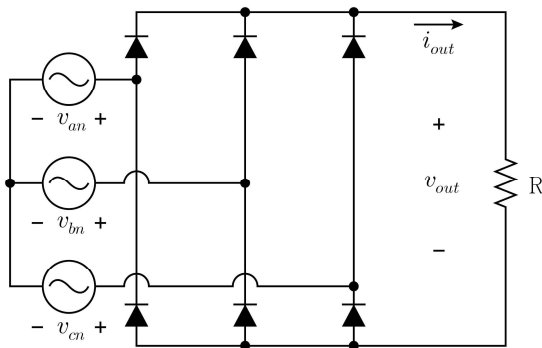 i_out
− v_an +
+
v_out
R
− v_bn +
−
− v_cn +